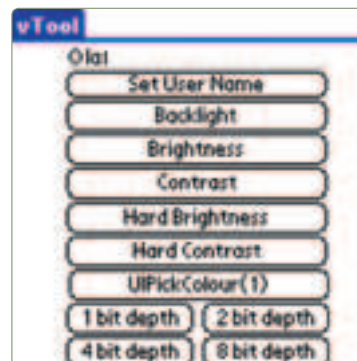 vTool
Ola!
Set User Name
Backlight
Brightness
Contrast
Hard Brightness
Hard Contrast
UIPickColour(1)
1 bit depth 2 bit depth
4 bit depth 8 bit depth